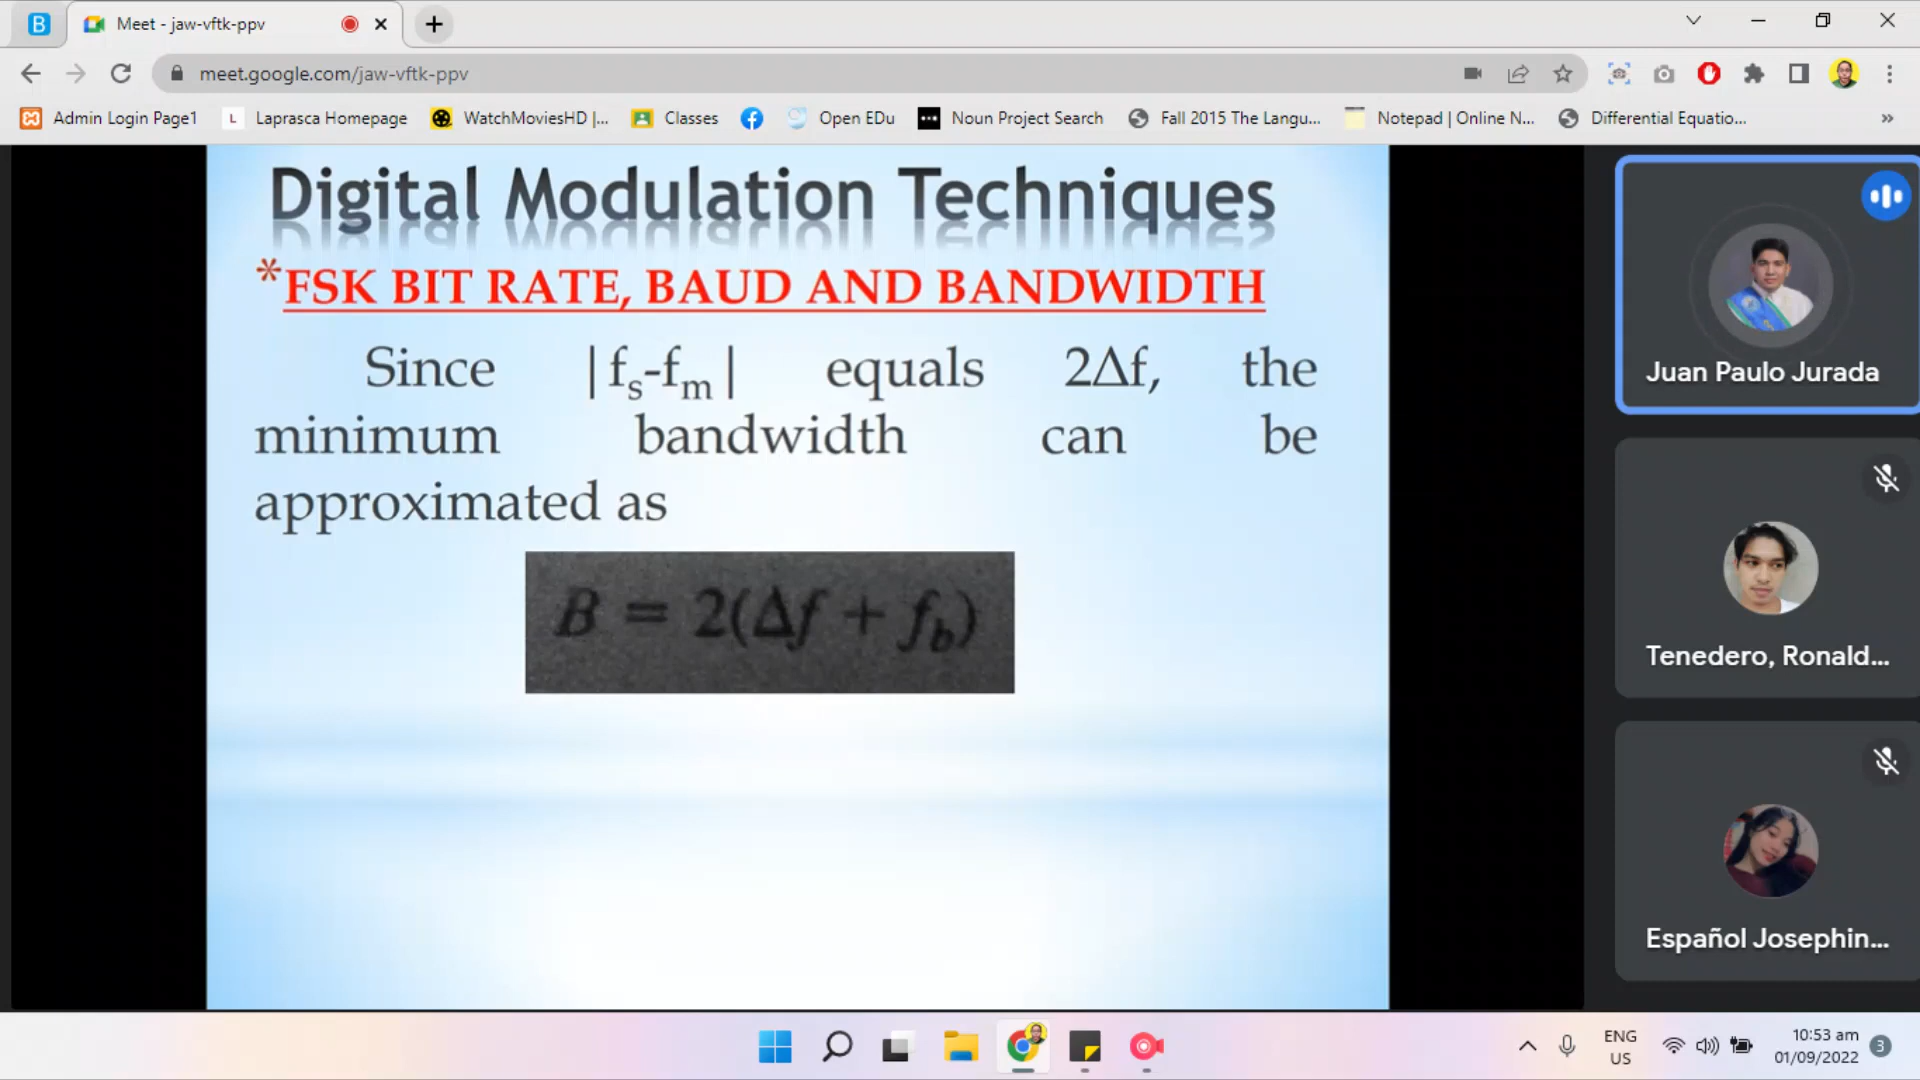 Meet - jaw-vftk-ppv
meet.google.com/jaw-vftk-ppv
Admin Login Page1
L Laprasca Homepage
WatchMoviesHD |...
Classes
Open EDu
Noun Project Search
Fall 2015 The Langu...
Notepad | Online N...
Differential Equatio...
»
Digital Modulation Techniques
*FSK BIT RATE, BAUD AND BANDWIDTH
Since |fs-fm| equals 2Δf, the
minimum bandwidth can be
approximated as
B = 2(Δf + fb)
Juan Paulo Jurada
Tenedero, Ronald...
Español Josephin...
ENG
US
10:53 am
01/09/2022
3